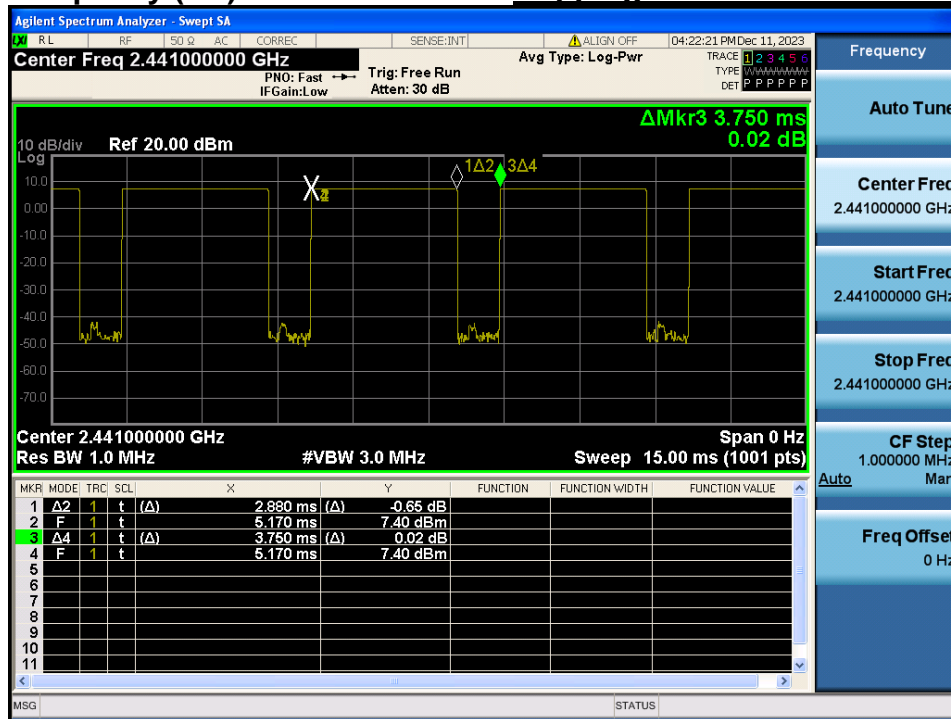 Agilent Spectrum Analyzer - Swept SA
LXI RL RF 50 Ω AC CORREC SENSE:INT ALIGN OFF 04:22:21 PM Dec 11, 2023
Center Freq 2.441000000 GHz
PNO: Fast
IFGain:Low
Trig: Free Run
Atten: 30 dB
Avg Type: Log-Pwr
TRACE 1 2 3 4 5 6
TYPE WWWWWW
DET P P P P P P
ΔMkr3 3.750 ms
0.02 dB
10 dB/div Ref 20.00 dBm
Log
1Δ2 3Δ4
10.0
X
0.00
-10.0
-20.0
-30.0
-40.0
-50.0
-60.0
-70.0
Center 2.441000000 GHz Span 0 Hz
Res BW 1.0 MHz #VBW 3.0 MHz Sweep 15.00 ms (1001 pts)
MKR MODE TRC SCL X Y FUNCTION FUNCTION WIDTH FUNCTION VALUE
1 Δ2 1 t (Δ) 2.880 ms (Δ) -0.65 dB
2 F 1 t 5.170 ms 7.40 dBm
3 Δ4 1 t (Δ) 3.750 ms (Δ) 0.02 dB
4 F 1 t 5.170 ms 7.40 dBm
5
6
7
8
9
10
11
MSG STATUS
Frequency
Auto Tune
Center Freq
2.441000000 GHz
Start Freq
2.441000000 GHz
Stop Freq
2.441000000 GHz
CF Step
1.000000 MHz
Auto Man
Freq Offset
0 Hz